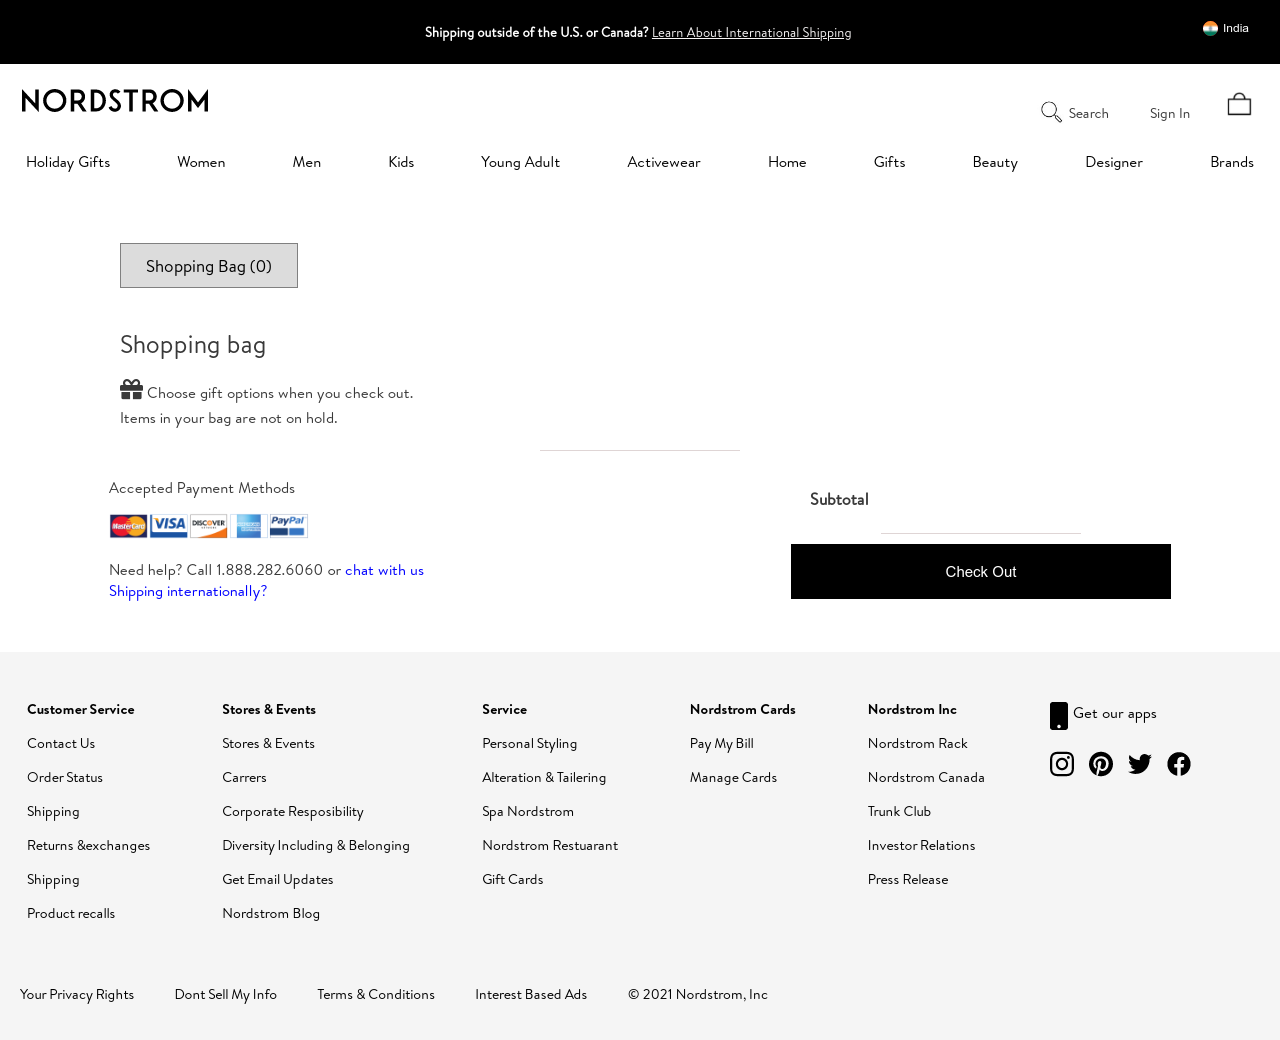 Shipping outside of the U.S. or Canada? Learn About International Shipping
India
NORDSTROM
Search
Sign In
Holiday Gifts Women Men Kids Young Adult Activewear Home Gifts Beauty Designer Brands
Shopping Bag (0)
Shopping bag
Choose gift options when you check out.
Items in your bag are not on hold.
Accepted Payment Methods
MasterCard VISA DISCOVER PayPal
Need help? Call 1.888.282.6060 or chat with us
Shipping internationally?
Subtotal
Check Out
Customer Service
Contact Us
Order Status
Shipping
Returns &exchanges
Shipping
Product recalls
Stores & Events
Stores & Events
Carrers
Corporate Resposibility
Diversity Including & Belonging
Get Email Updates
Nordstrom Blog
Service
Personal Styling
Alteration & Tailering
Spa Nordstrom
Nordstrom Restuarant
Gift Cards
Nordstrom Cards
Pay My Bill
Manage Cards
Nordstrom Inc
Nordstrom Rack
Nordstrom Canada
Trunk Club
Investor Relations
Press Release
Get our apps
Your Privacy Rights Dont Sell My Info Terms & Conditions Interest Based Ads © 2021 Nordstrom, Inc